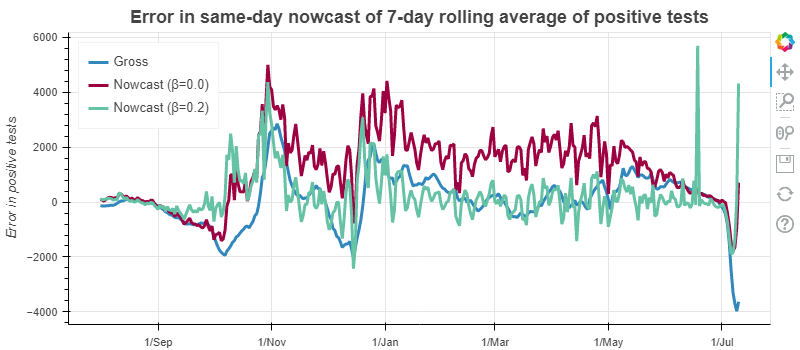 Error in same-day nowcast of 7-day rolling average of positive tests
Gross
Nowcast (β=0.0)
Nowcast (β=0.2)
Error in positive tests
6000
4000
2000
0
−2000
−4000
1/Sep
1/Nov
1/Jan
1/Mar
1/May
1/Jul